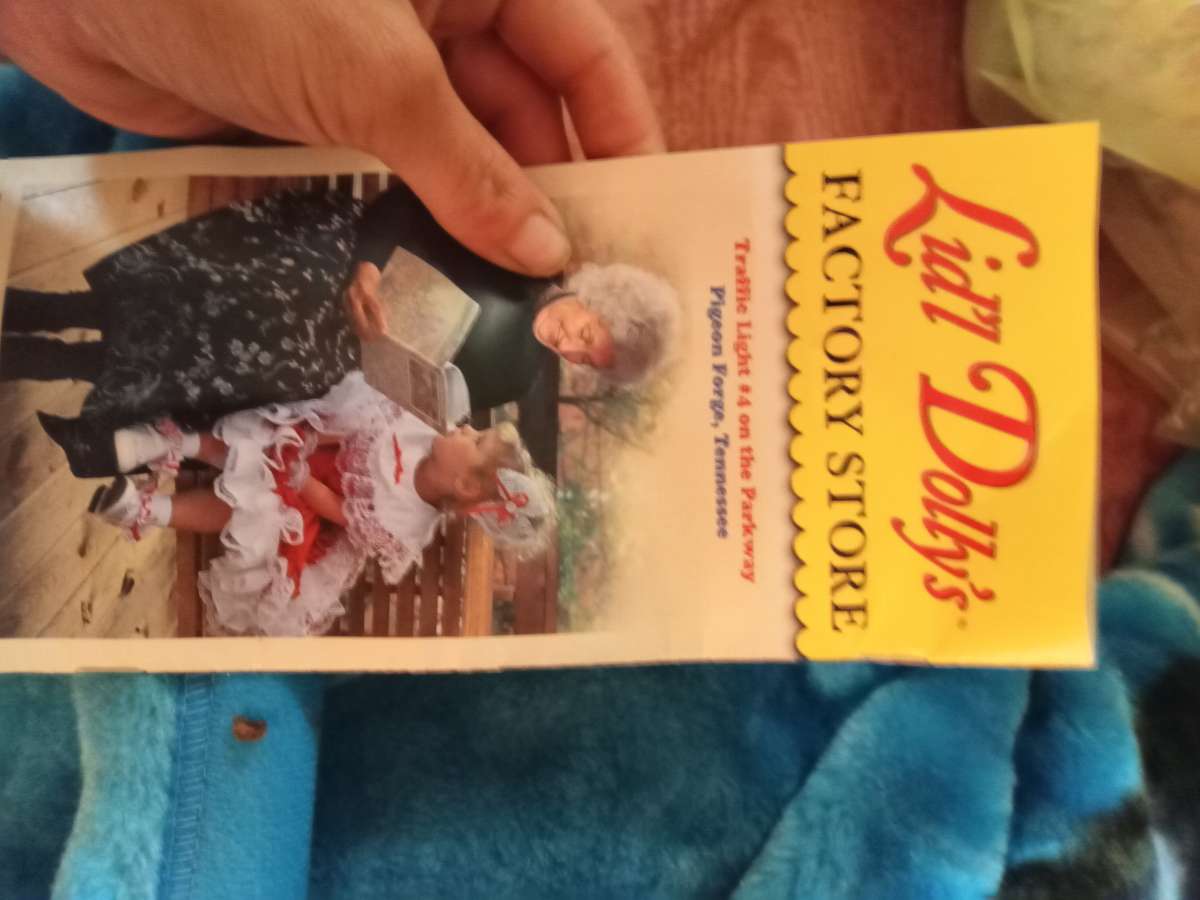 Lid'l Dolly's®
FACTORY STORE
Traffic Light #4 on the Parkway
Pigeon Forge, Tennessee